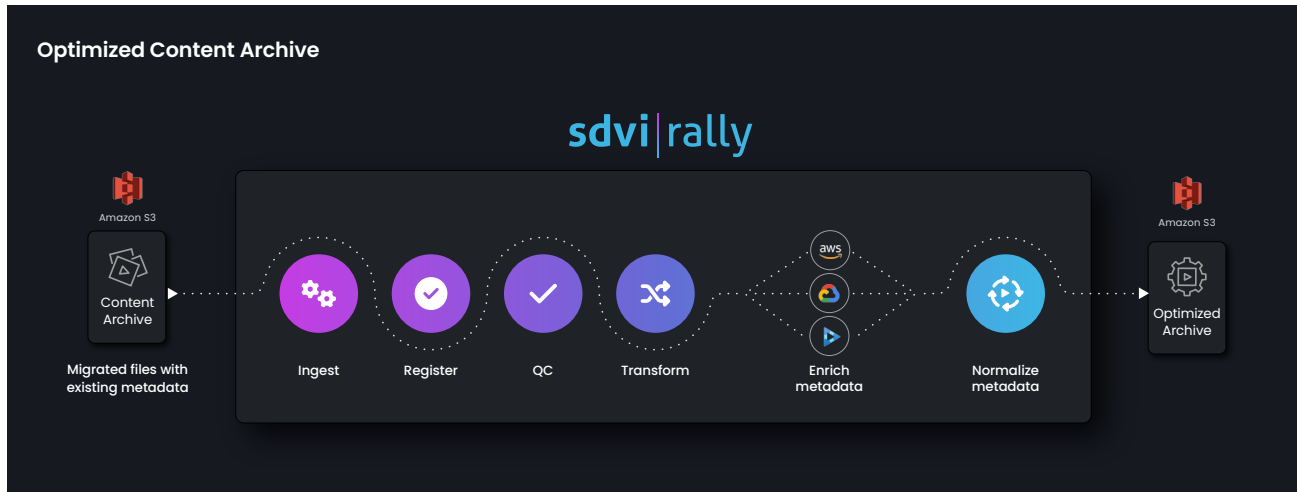 Optimized Content Archive
sdvi|rally
Amazon S3
Content
Archive
Migrated files with
existing metadata
Ingest
Register
QC
Transform
aws
Enrich
metadata
Normalize
metadata
Amazon S3
Optimized
Archive